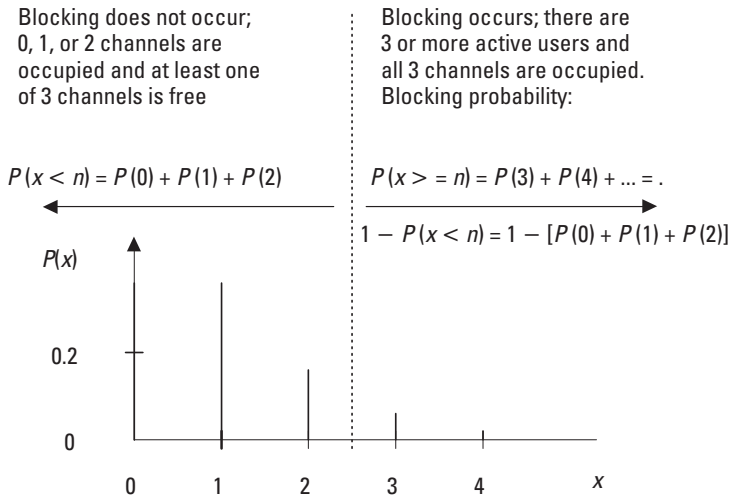 Blocking does not occur;
0, 1, or 2 channels are
occupied and at least one
of 3 channels is free
Blocking occurs; there are
3 or more active users and
all 3 channels are occupied.
Blocking probability:
P(x < n) = P(0) + P(1) + P(2)
P(x > = n) = P(3) + P(4) + ... = .
1 − P(x < n) = 1 − [P(0) + P(1) + P(2)]
P(x)
0.2
0
0 1 2 3 4 x